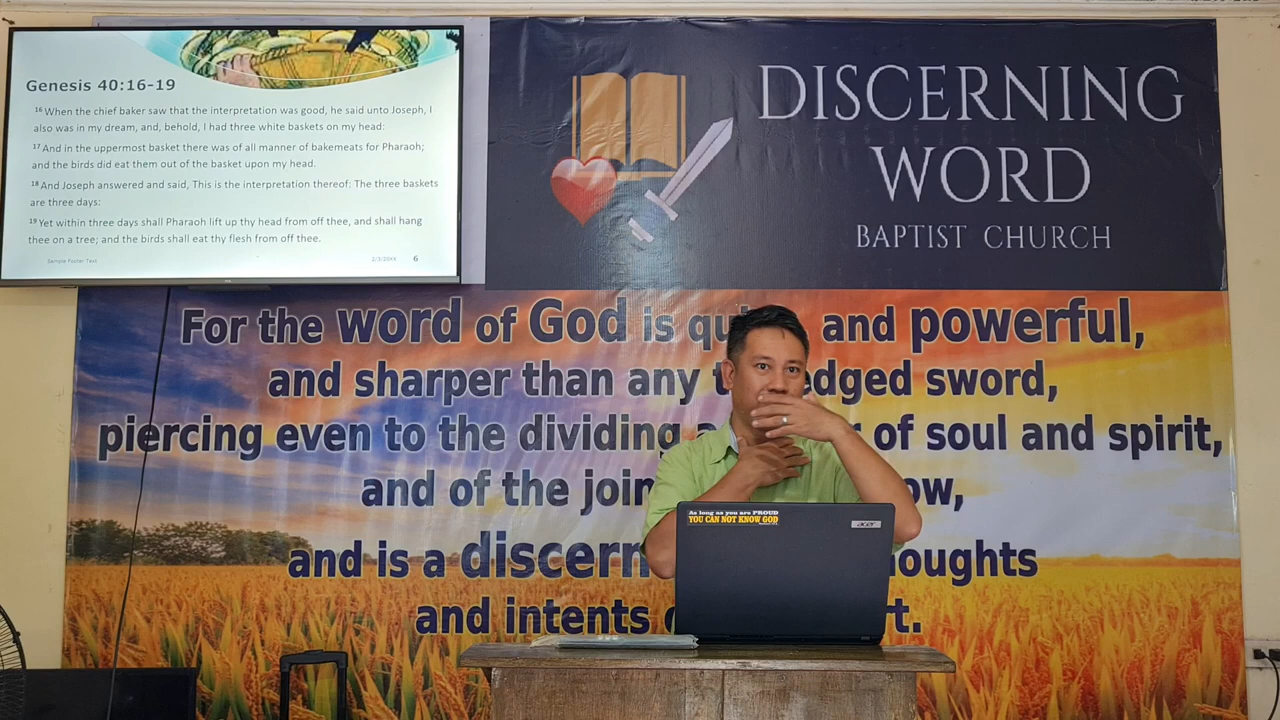 Genesis 40:16-19
16 When the chief baker saw that the interpretation was good, he said unto Joseph, I
also was in my dream, and, behold, I had three white baskets on my head:
17 And in the uppermost basket there was of all manner of bakemeats for Pharaoh;
and the birds did eat them out of the basket upon my head.
18 And Joseph answered and said, This is the interpretation thereof: The three baskets
are three days:
19 Yet within three days shall Pharaoh lift up thy head from off thee, and shall hang
thee on a tree; and the birds shall eat thy flesh from off thee.
Sample Footer Text 2/3/20XX 6
DISCERNING
WORD
BAPTIST CHURCH
For the word of God is and powerful,
and sharper than any edged sword,
piercing even to the dividing of soul and spirit,
and of the
and is a
and intents
As long as you are PROUD
YOU CAN NOT KNOW GOD
acer